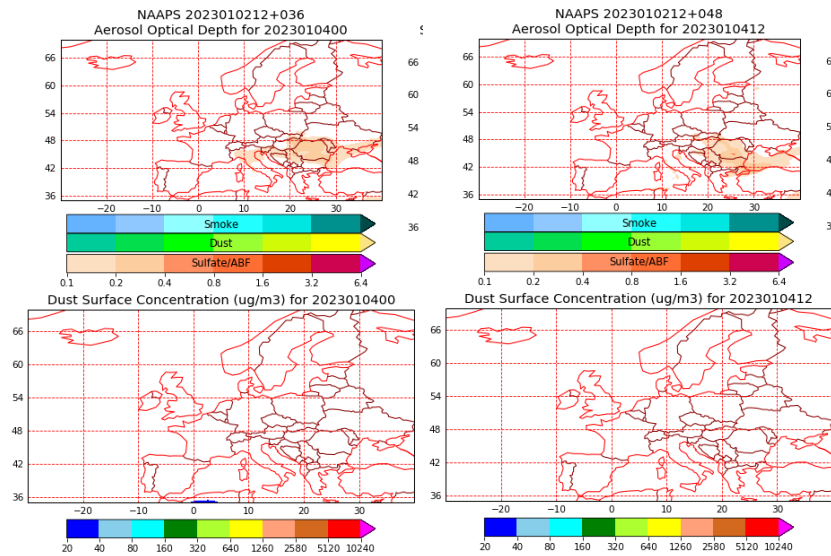 NAAPS 2023010212+036
Aerosol Optical Depth for 2023010400
66
60
54
48
42
36
−20 −10 0 10 20 30
Smoke
Dust
Sulfate/ABF
0.1 0.2 0.4 0.8 1.6 3.2 6.4
66
60
54
48
42
36
NAAPS 2023010212+048
Aerosol Optical Depth for 2023010412
66
60
54
48
42
36
−20 −10 0 10 20 30
Smoke
Dust
Sulfate/ABF
0.1 0.2 0.4 0.8 1.6 3.2 6.4
Dust Surface Concentration (ug/m3) for 2023010400
66
60
54
48
42
36
−20 −10 0 10 20 30
20 40 80 160 320 640 1260 2580 5120 10240
Dust Surface Concentration (ug/m3) for 2023010412
66
60
54
48
42
36
−20 −10 0 10 20 30
20 40 80 160 320 640 1260 2580 5120 10240